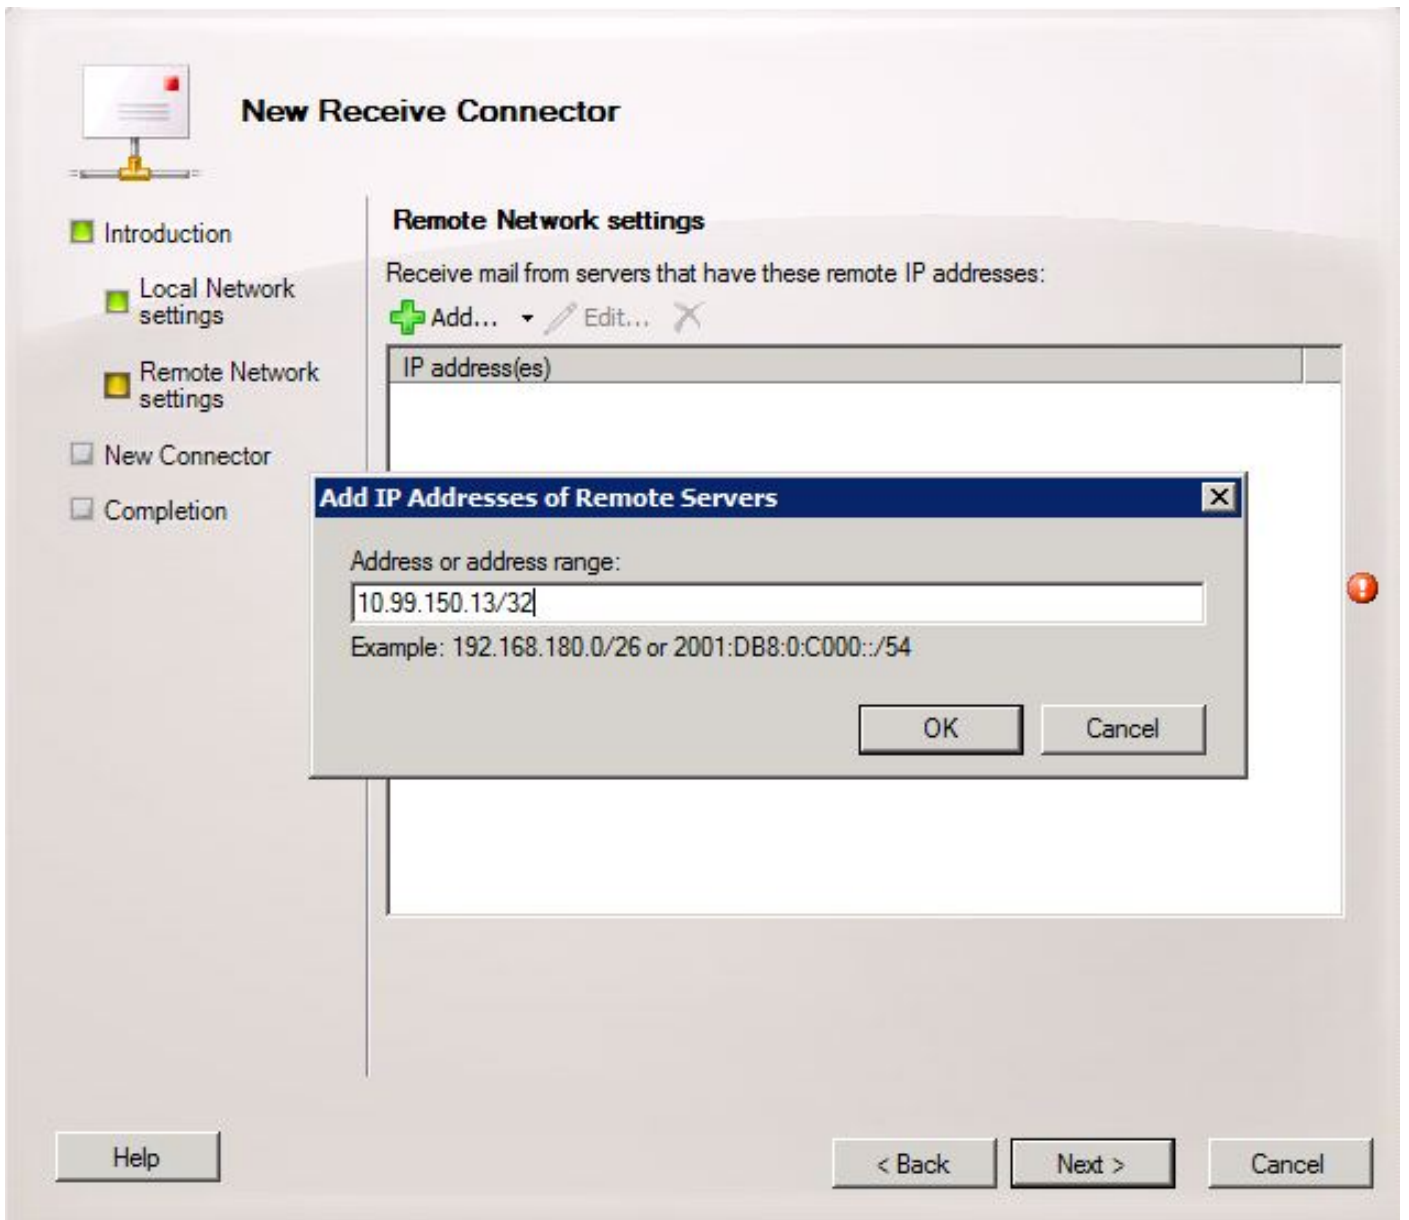 New Receive Connector
Introduction
Local Network
settings
Remote Network
settings
New Connector
Completion
Remote Network settings
Receive mail from servers that have these remote IP addresses:
Add... Edit...
IP address(es)
Add IP Addresses of Remote Servers
Address or address range:
10.99.150.13/32
Example: 192.168.180.0/26 or 2001:DB8:0:C000::/54
OK Cancel
Help < Back Next > Cancel